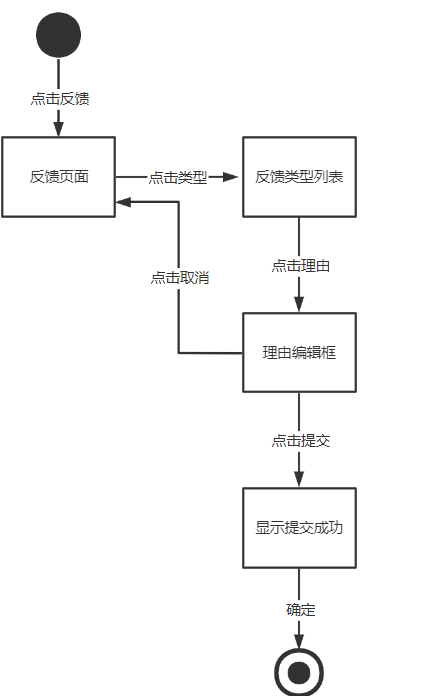 点击反馈
反馈页面
点击类型
反馈类型列表
点击理由
点击取消
理由编辑框
点击提交
显示提交成功
确定